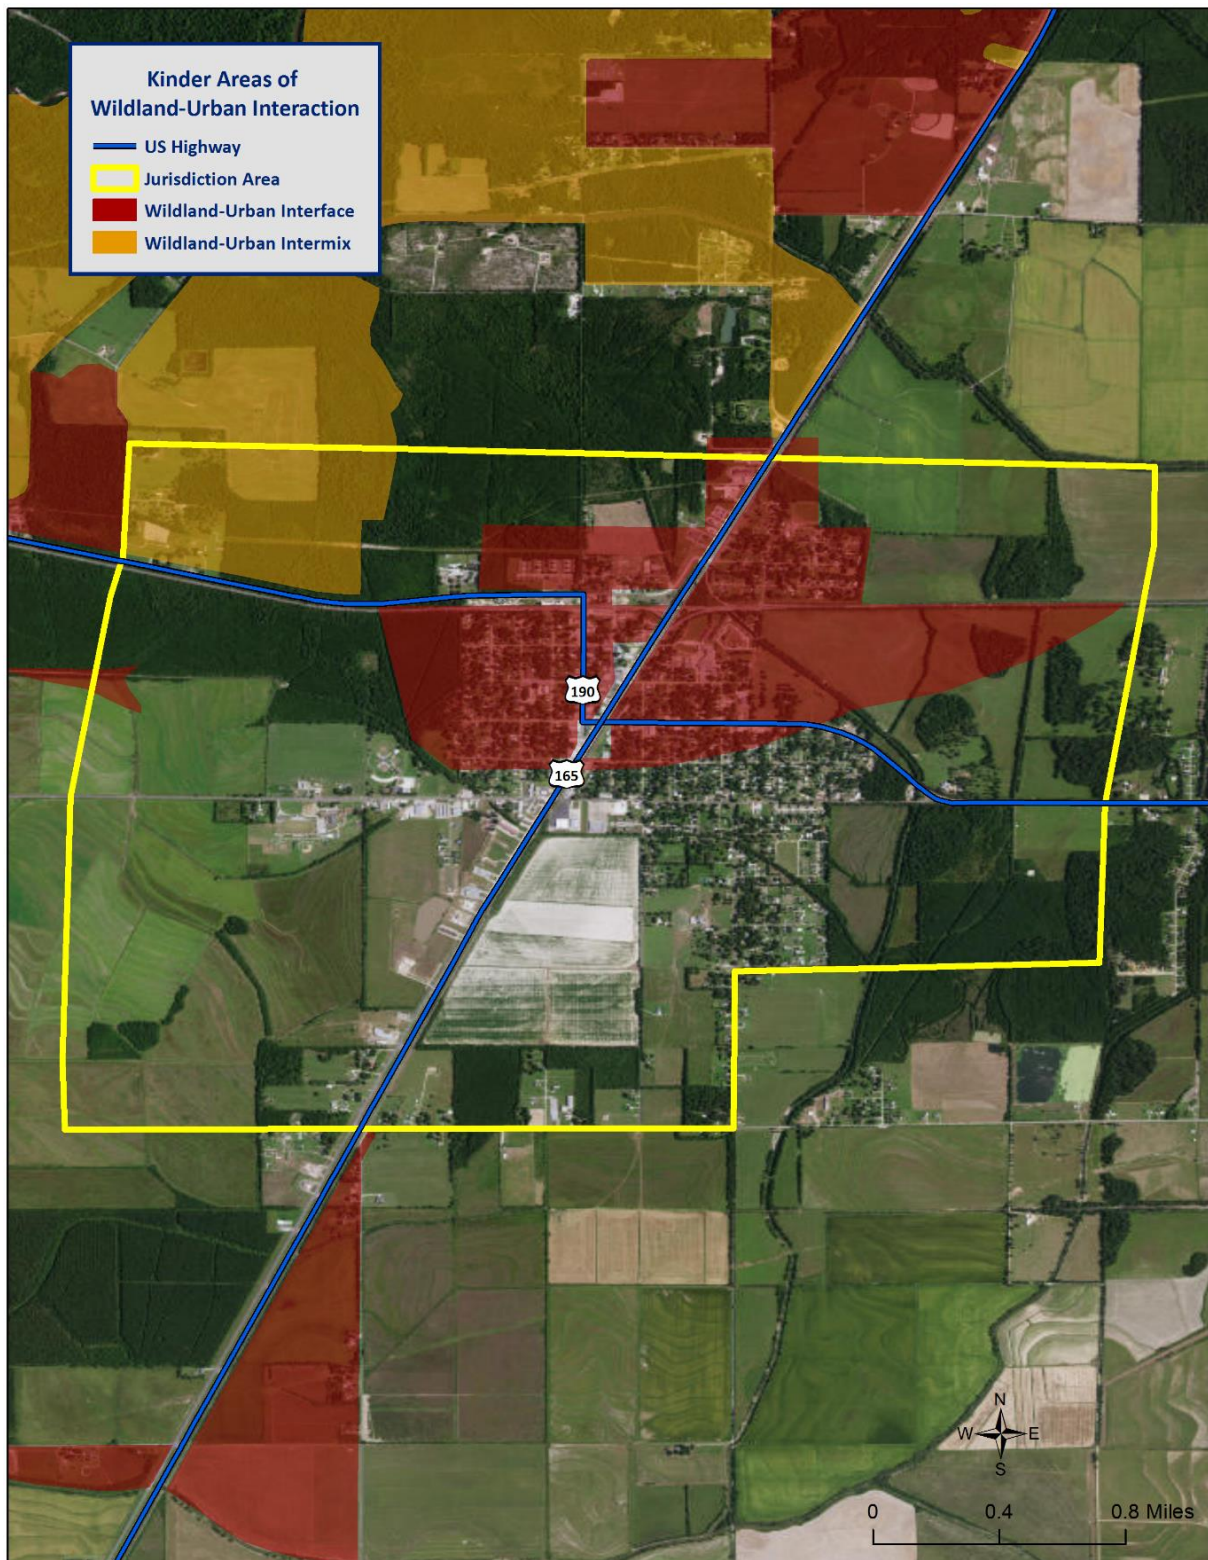 Kinder Areas of
Wildland-Urban Interaction
US Highway
Jurisdiction Area
Wildland-Urban Interface
Wildland-Urban Intermix
190
165
N
W E
S
0 0.4 0.8 Miles